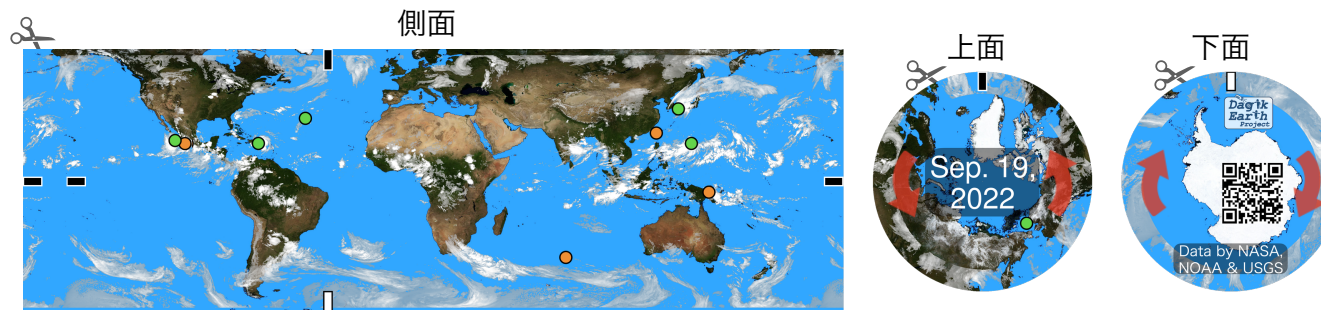 側面
上面
下面
Sep. 19,
2022
Dagik
Earth
Project
Data by NASA,
NOAA & USGS